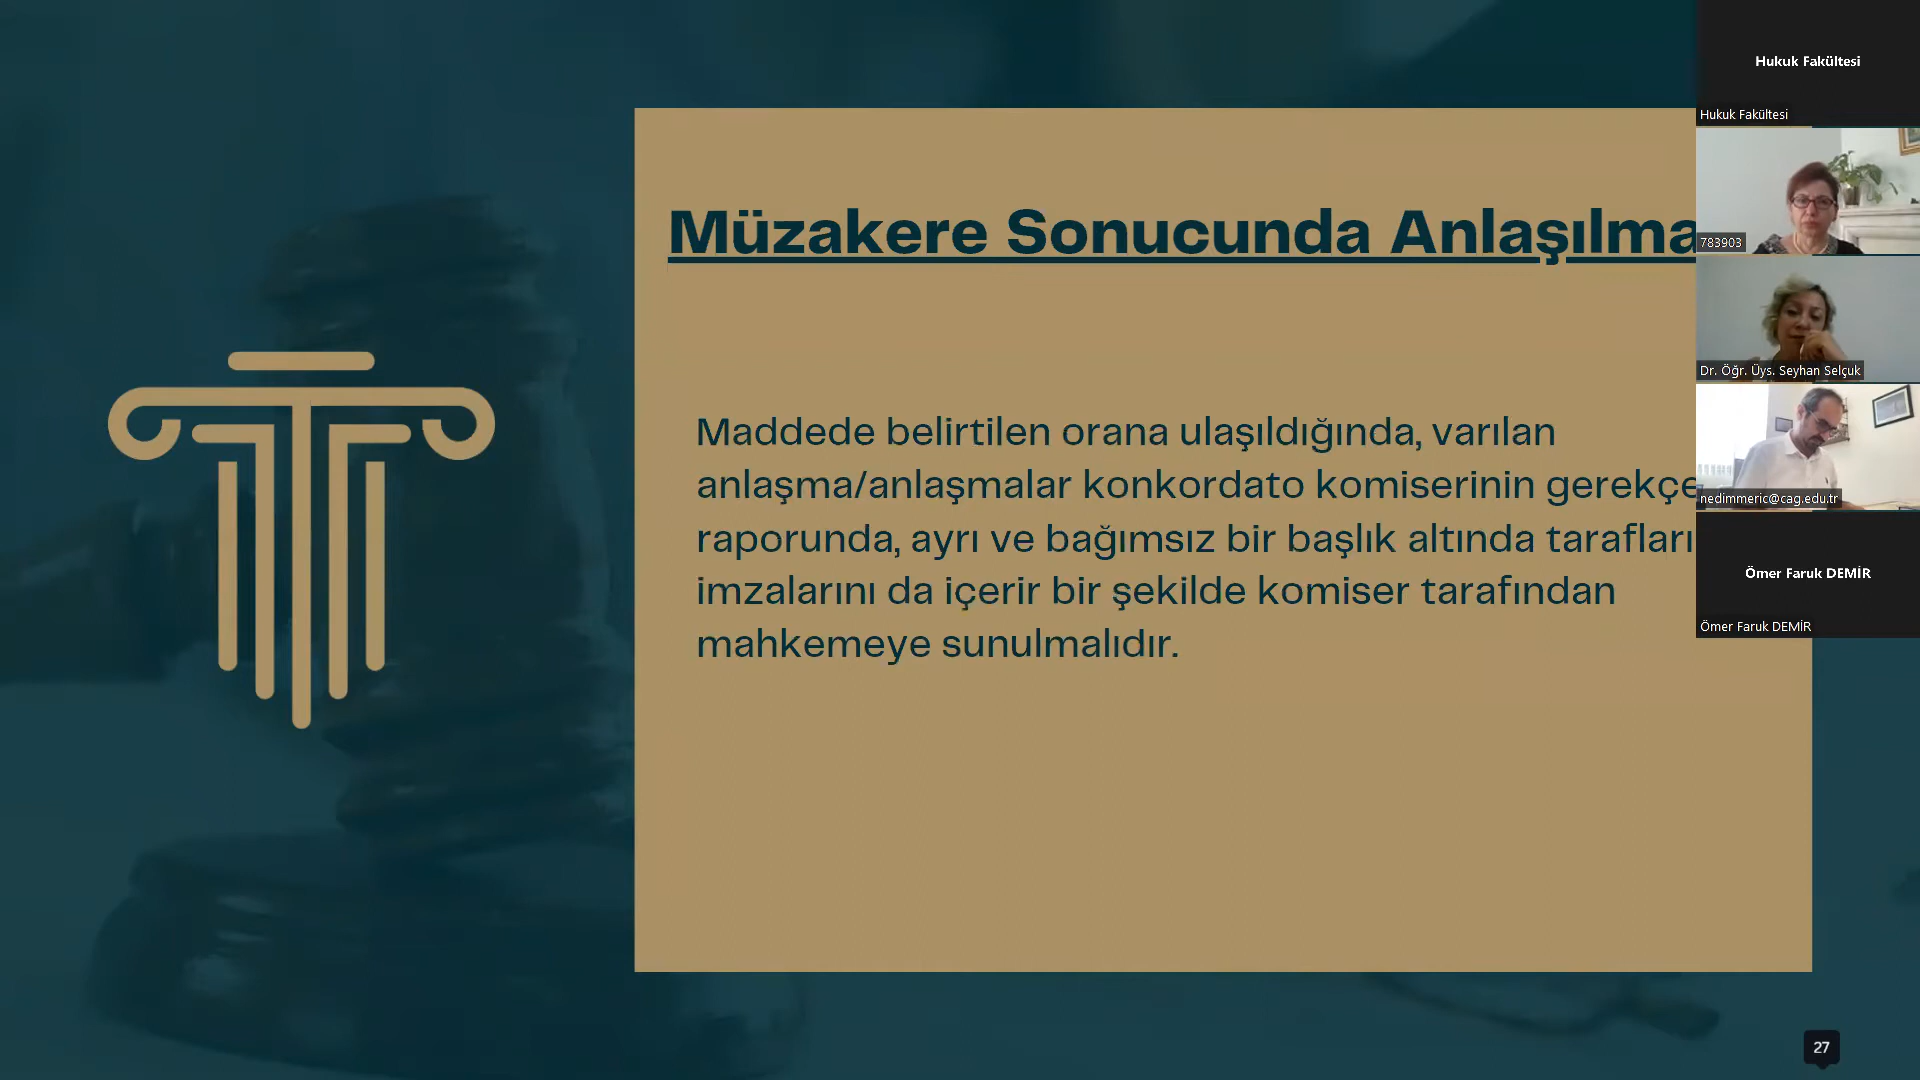 Müzakere Sonucunda Anlaşılma
Maddede belirtilen orana ulaşıldığında, varılan
anlaşma/anlaşmalar konkordato komiserinin gerekçe
raporunda, ayrı ve bağımsız bir başlık altında tarafları
imzalarını da içerir bir şekilde komiser tarafından
mahkemeye sunulmalıdır.
Hukuk Fakültesi
Hukuk Fakültesi
783903
Dr. Öğr. Üys. Seyhan Selçuk
nedimmeric@cag.edu.tr
Ömer Faruk DEMİR
Ömer Faruk DEMİR
27